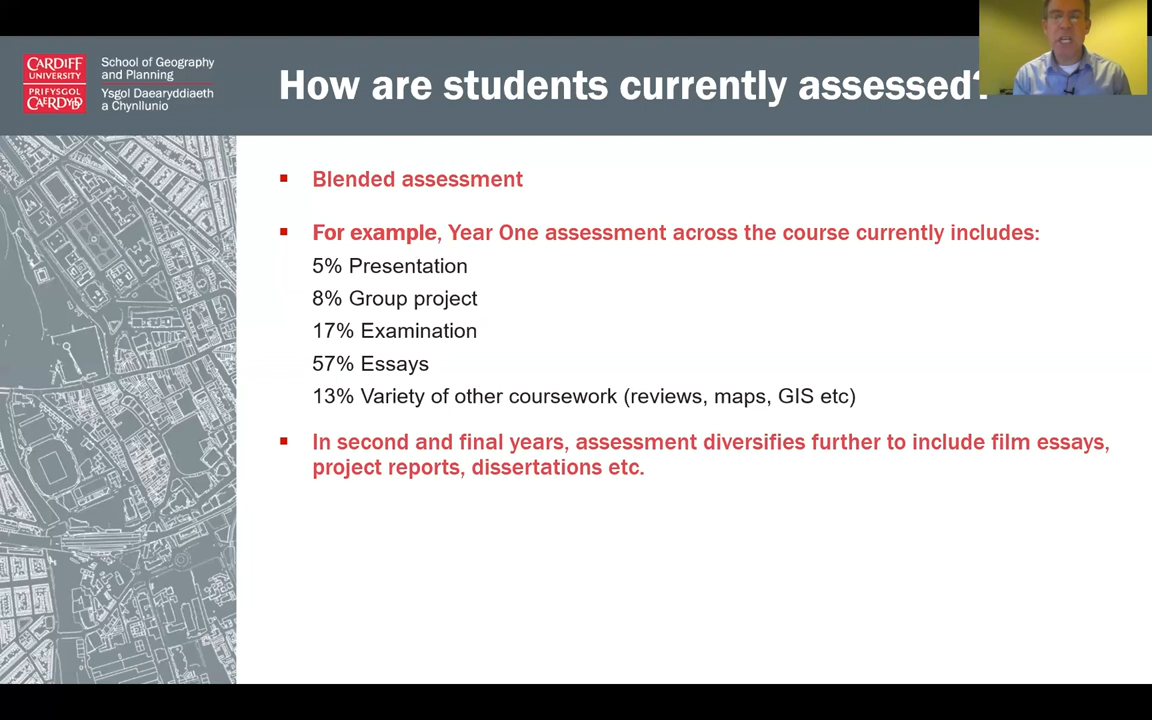 CARDIFF
UNIVERSITY
PRIFYSGOL
CAERDYDD
School of Geography
and Planning
Ysgol Daearyddiaeth
a Chynllunio
How are students currently assessed?
Blended assessment
For example, Year One assessment across the course currently includes:
5% Presentation
8% Group project
17% Examination
57% Essays
13% Variety of other coursework (reviews, maps, GIS etc)
In second and final years, assessment diversifies further to include film essays,
project reports, dissertations etc.